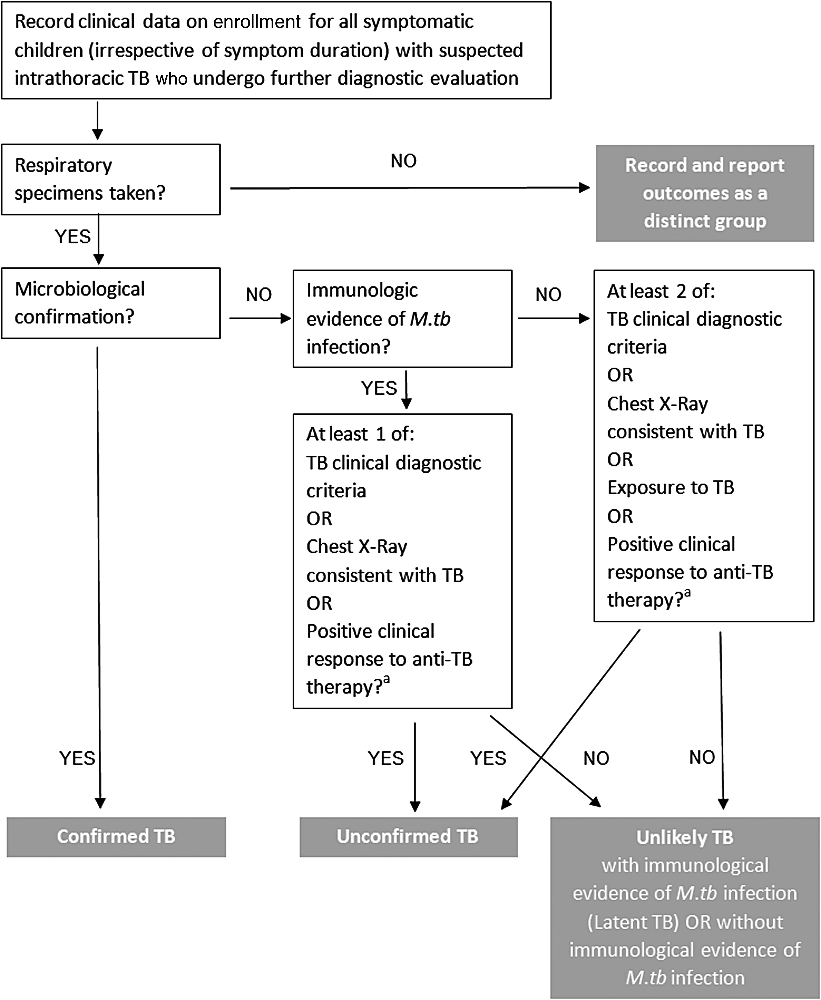 Record clinical data on enrollment for all symptomatic
children (irrespective of symptom duration) with suspected
intrathoracic TB who undergo further diagnostic evaluation
Respiratory
specimens taken?
NO
Record and report
outcomes as a
distinct group
YES
Microbiological
confirmation?
NO
Immunologic
evidence of M.tb
infection?
NO
At least 2 of:
TB clinical diagnostic
criteria
OR
Chest X-Ray
consistent with TB
OR
Exposure to TB
OR
Positive clinical
response to anti-TB
therapy?ª
YES
At least 1 of:
TB clinical diagnostic
criteria
OR
Chest X-Ray
consistent with TB
OR
Positive clinical
response to anti-TB
therapy?ª
YES
YES
YES
NO
NO
Confirmed TB
Unconfirmed TB
Unlikely TB
with immunological
evidence of M.tb infection
(Latent TB) OR without
immunological evidence of
M.tb infection